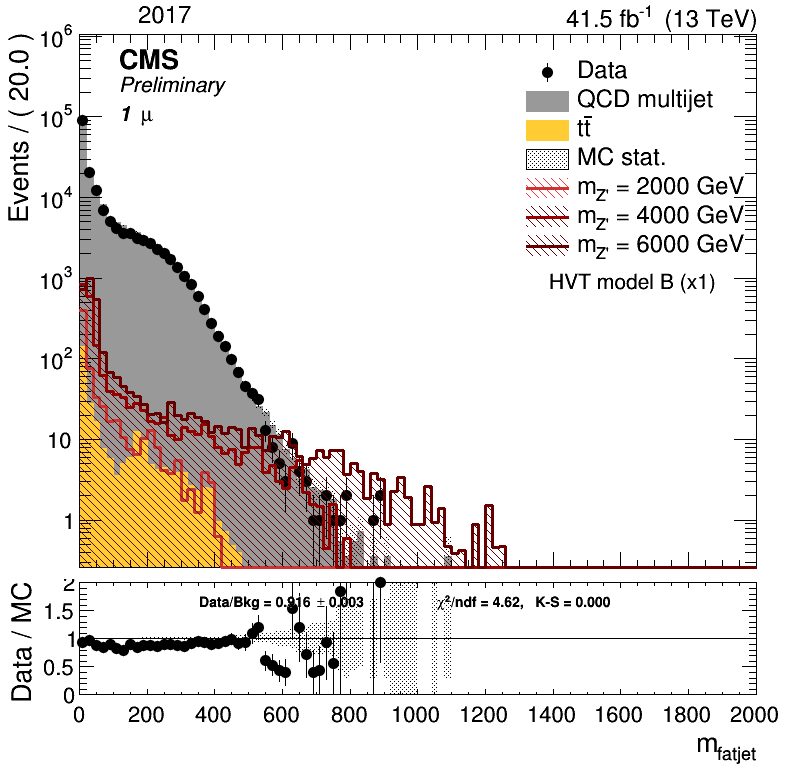 2017 41.5 fb⁻¹ (13 TeV)
Events / ( 20.0 )
10⁶
10⁵
10⁴
10³
10²
10
1
CMS
Preliminary
1 μ
Data
QCD multijet
tt̄
MC stat.
m_Z' = 2000 GeV
m_Z' = 4000 GeV
m_Z' = 6000 GeV
HVT model B (x1)
Data / MC
2
1.5
1
0.5
0
Data/Bkg = 0.916 ± 0.003 χ²/ndf = 4.62, K-S = 0.000
0 200 400 600 800 1000 1200 1400 1600 1800 2000
m_fatjet